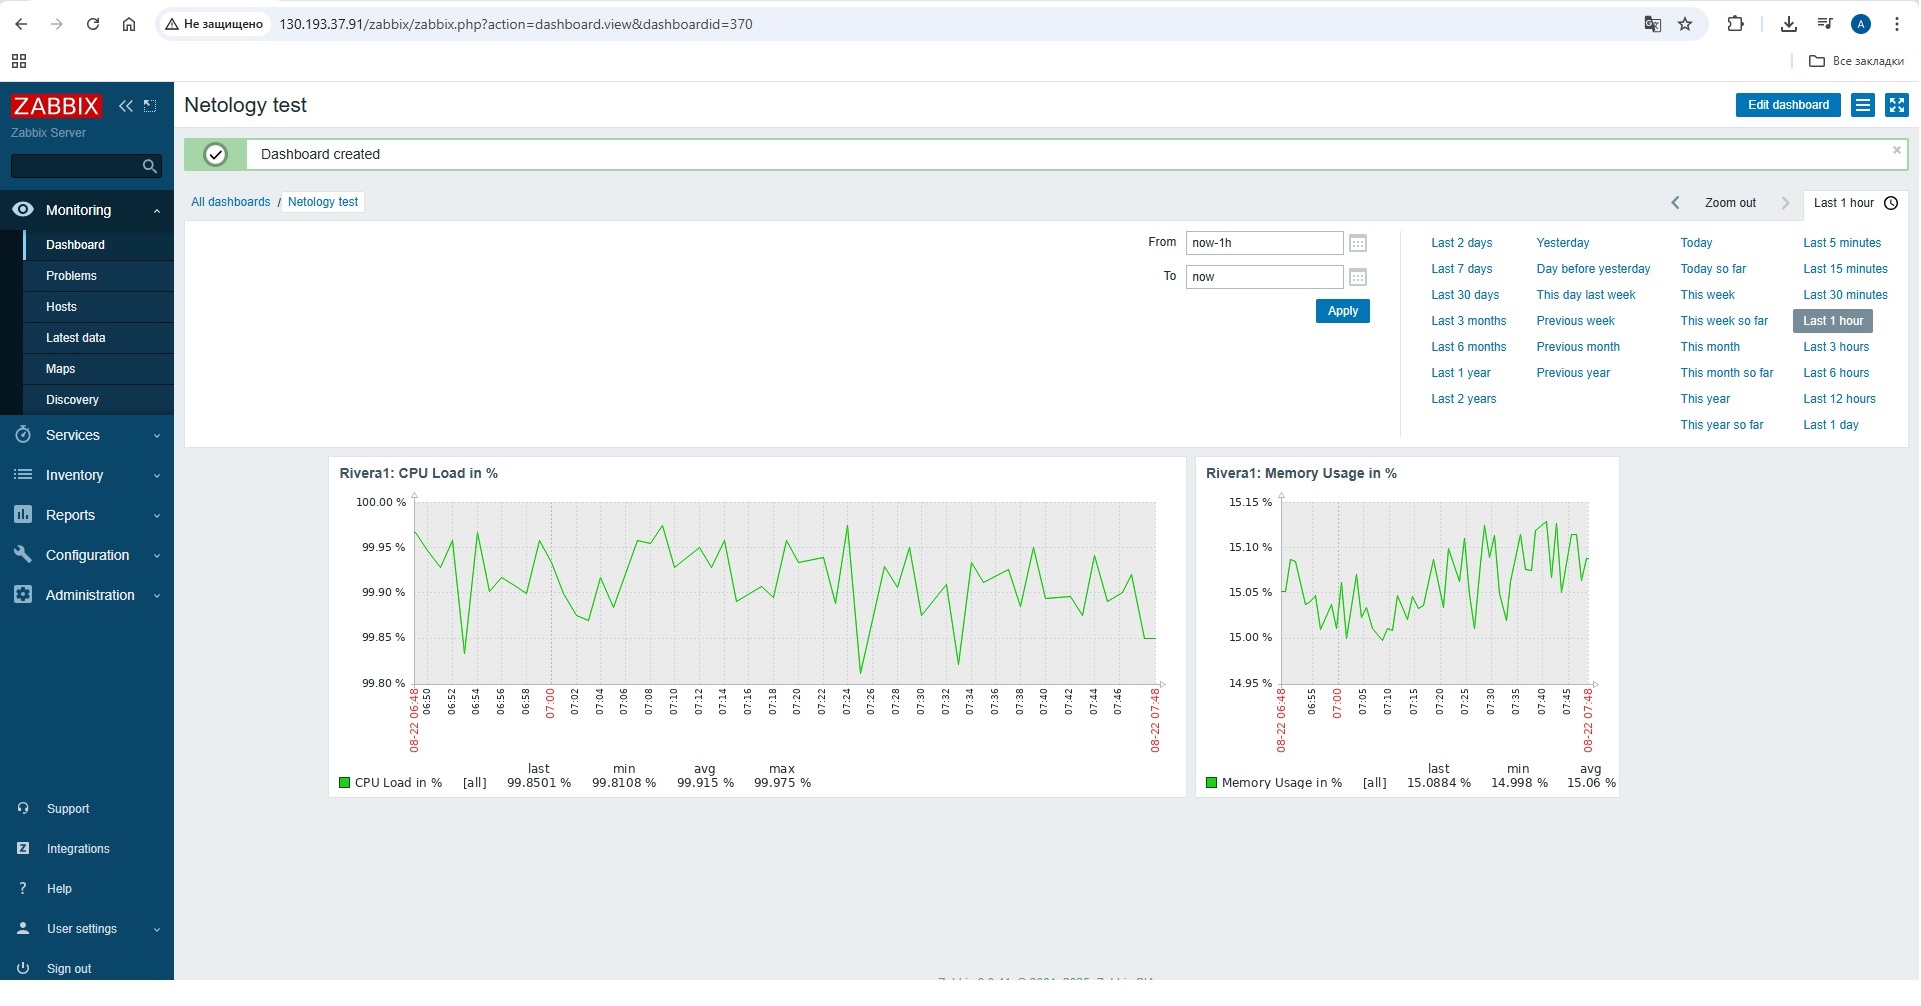 Не защищено
130.193.37.91/zabbix/zabbix.php?action=dashboard.view&dashboardid=370
A
Все закладки
ZABBIX
Zabbix Server
Monitoring
Dashboard
Problems
Hosts
Latest data
Maps
Discovery
Services
Inventory
Reports
Configuration
Administration
Support
Integrations
Help
User settings
Sign out
Netology test
Edit dashboard
Dashboard created
All dashboards / Netology test
Zoom out
Last 1 hour
From now-1h
To now
Apply
Last 2 days Yesterday Today Last 5 minutes
Last 7 days Day before yesterday Today so far Last 15 minutes
Last 30 days This day last week This week Last 30 minutes
Last 3 months Previous week This week so far Last 1 hour
Last 6 months Previous month This month Last 3 hours
Last 1 year Previous year This month so far Last 6 hours
Last 2 years This year Last 12 hours
This year so far Last 1 day
Rivera1: CPU Load in %
100.00 %
99.95 %
99.90 %
99.85 %
99.80 %
08-22 06:48 06:50 06:52 06:54 06:56 06:58 07:00 07:02 07:04 07:06 07:08 07:10 07:12 07:14 07:16 07:18 07:20 07:22 07:24 07:26 07:28 07:30 07:32 07:34 07:36 07:38 07:40 07:42 07:44 07:46 08-22 07:48
last min avg max
CPU Load in % [all] 99.8501 % 99.8108 % 99.915 % 99.975 %
Rivera1: Memory Usage in %
15.15 %
15.10 %
15.05 %
15.00 %
14.95 %
08-22 06:48 06:55 07:00 07:05 07:10 07:15 07:20 07:25 07:30 07:35 07:40 07:45 08-22 07:48
last min avg
Memory Usage in % [all] 15.0884 % 14.998 % 15.06 %